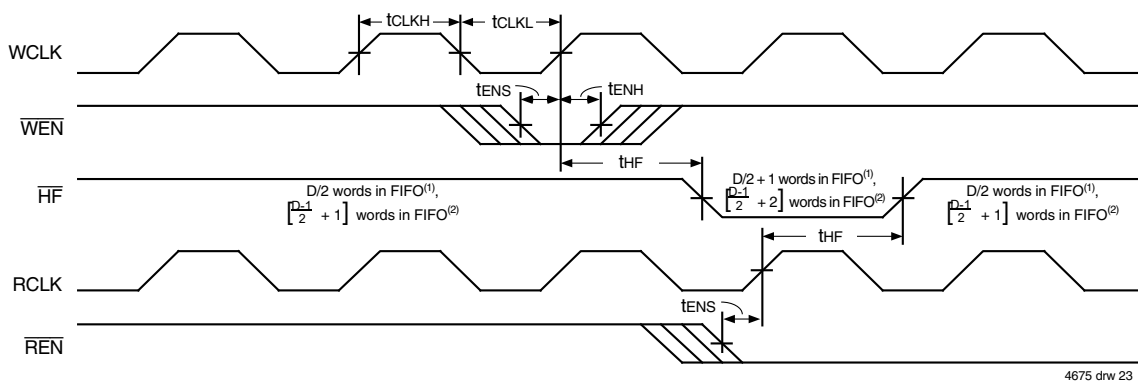 tCLKH
tCLKL
WCLK
tENS
tENH
WEN
tHF
HF
D/2 words in FIFO(1),
[D-1/2 + 1] words in FIFO(2)
D/2 + 1 words in FIFO(1),
[D-1/2 + 2] words in FIFO(2)
D/2 words in FIFO(1),
[D-1/2 + 1] words in FIFO(2)
tHF
RCLK
tENS
REN
4675 drw 23